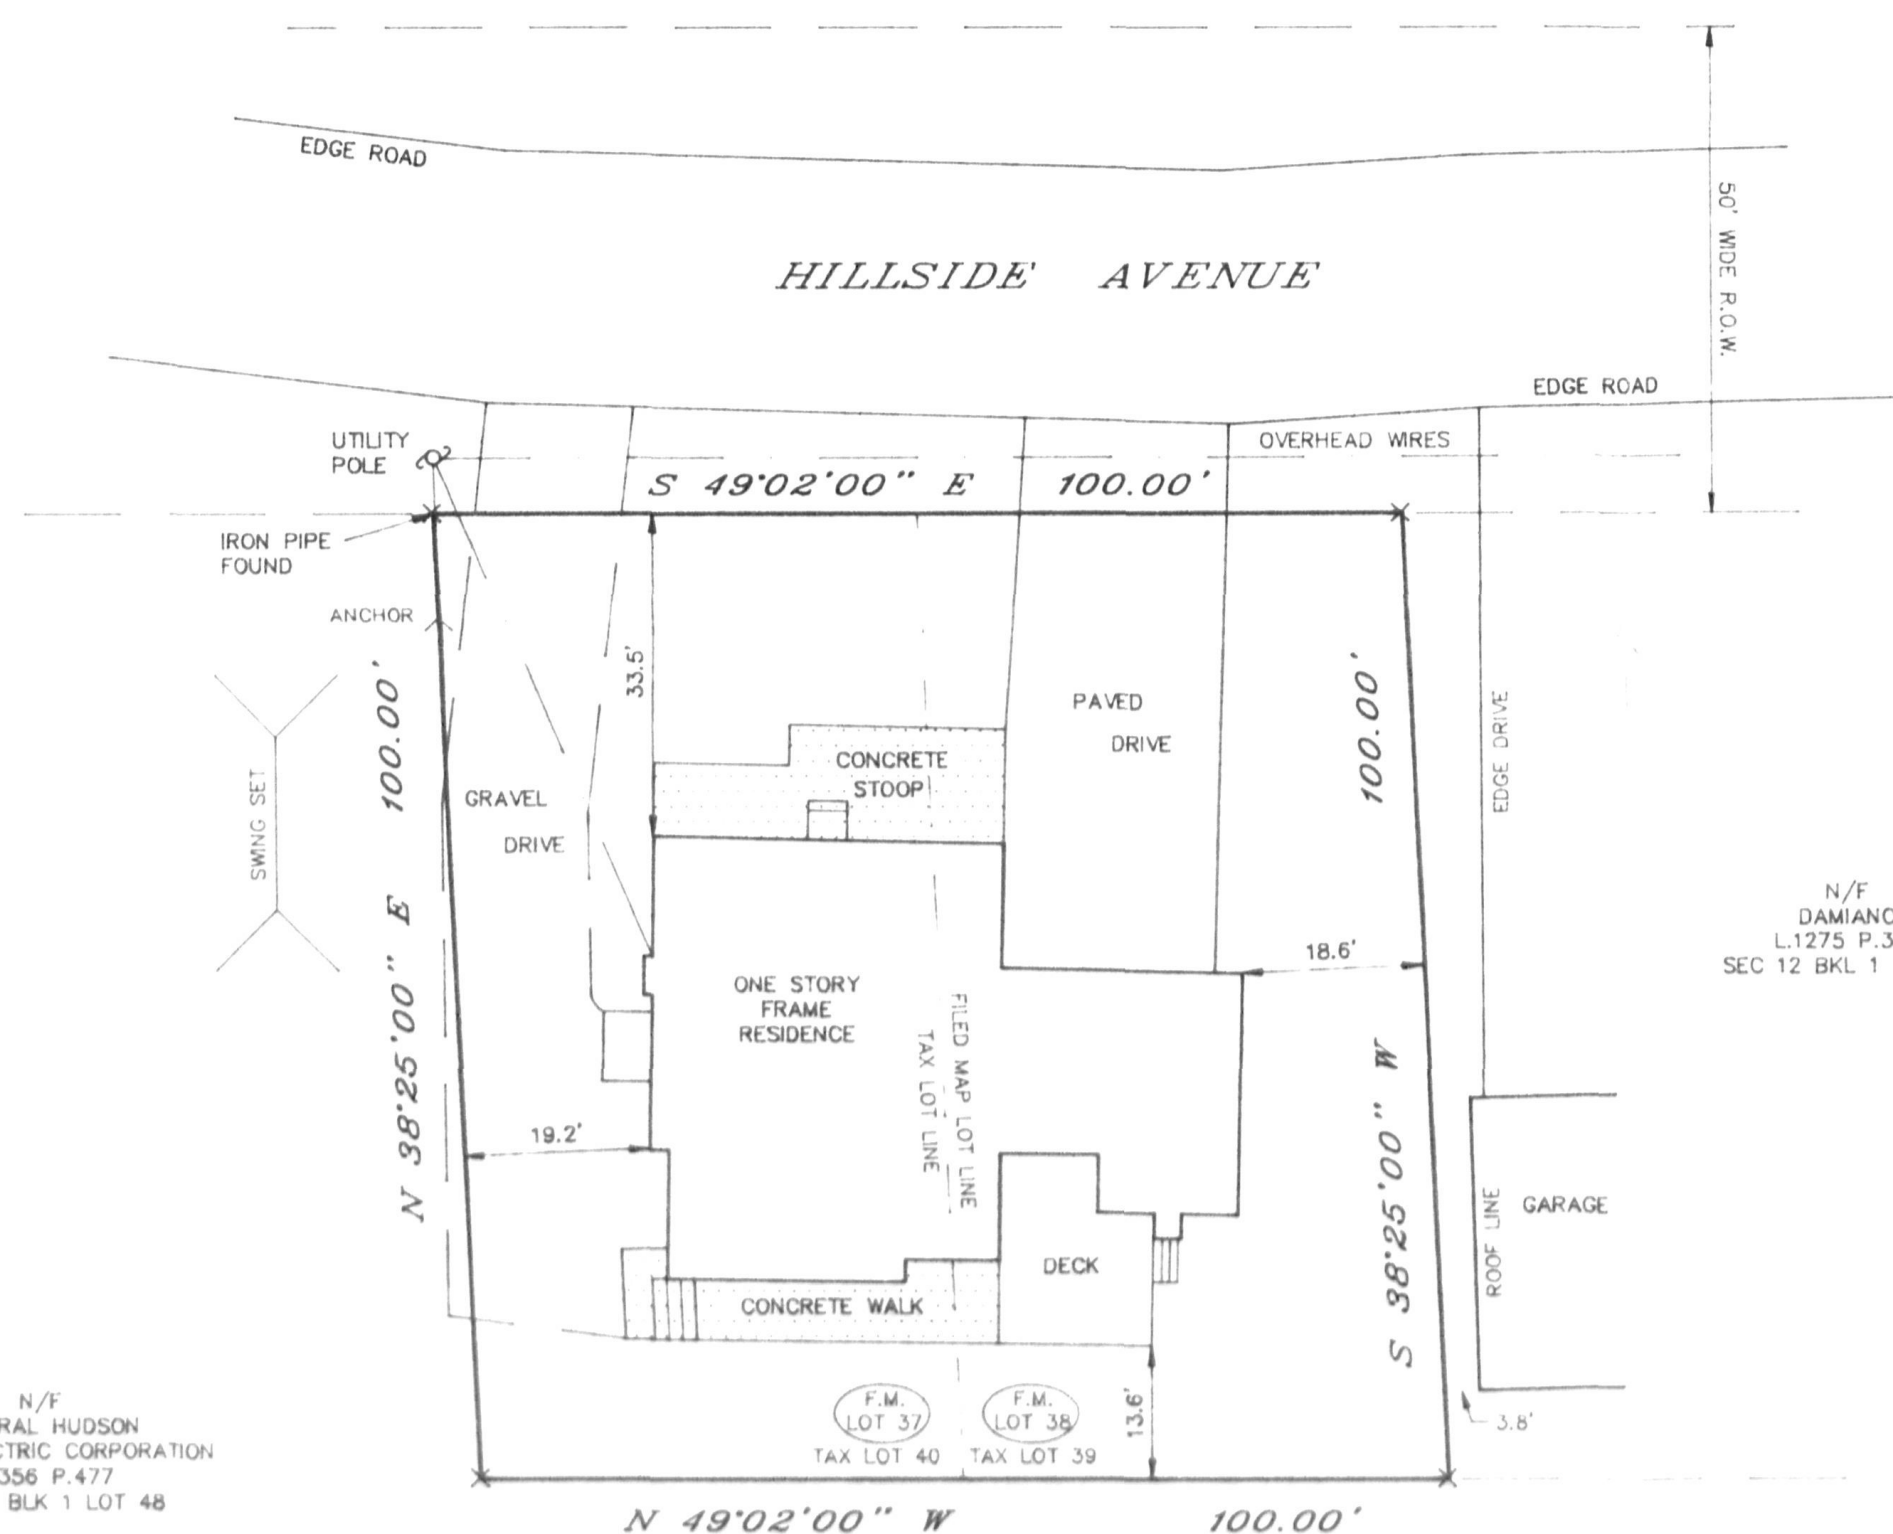 EDGE ROAD
50' WIDE R.O.W.
HILLSIDE AVENUE
EDGE ROAD
UTILITY
POLE
OVERHEAD WIRES
S 49°02'00" E 100.00'
IRON PIPE
FOUND
ANCHOR
33.5'
N 38°25'00" E 100.00'
SWING SET
GRAVEL
DRIVE
CONCRETE
STOOP
PAVED
DRIVE
S 38°25'00" W 100.00'
EDGE DRIVE
N/F
DAMIANO
L.1275 P.3
SEC 12 BKL 1
18.6'
ONE STORY
FRAME
RESIDENCE
FILED MAP LOT LINE
TAX LOT LINE
19.2'
ROOF LINE
GARAGE
DECK
CONCRETE WALK
13.6'
3.8'
F.M.
LOT 37
TAX LOT 40
F.M.
LOT 38
TAX LOT 39
N/F
RAL HUDSON
CTRIC CORPORATION
356 P.477
BLK 1 LOT 48
N 49°02'00" W 100.00'